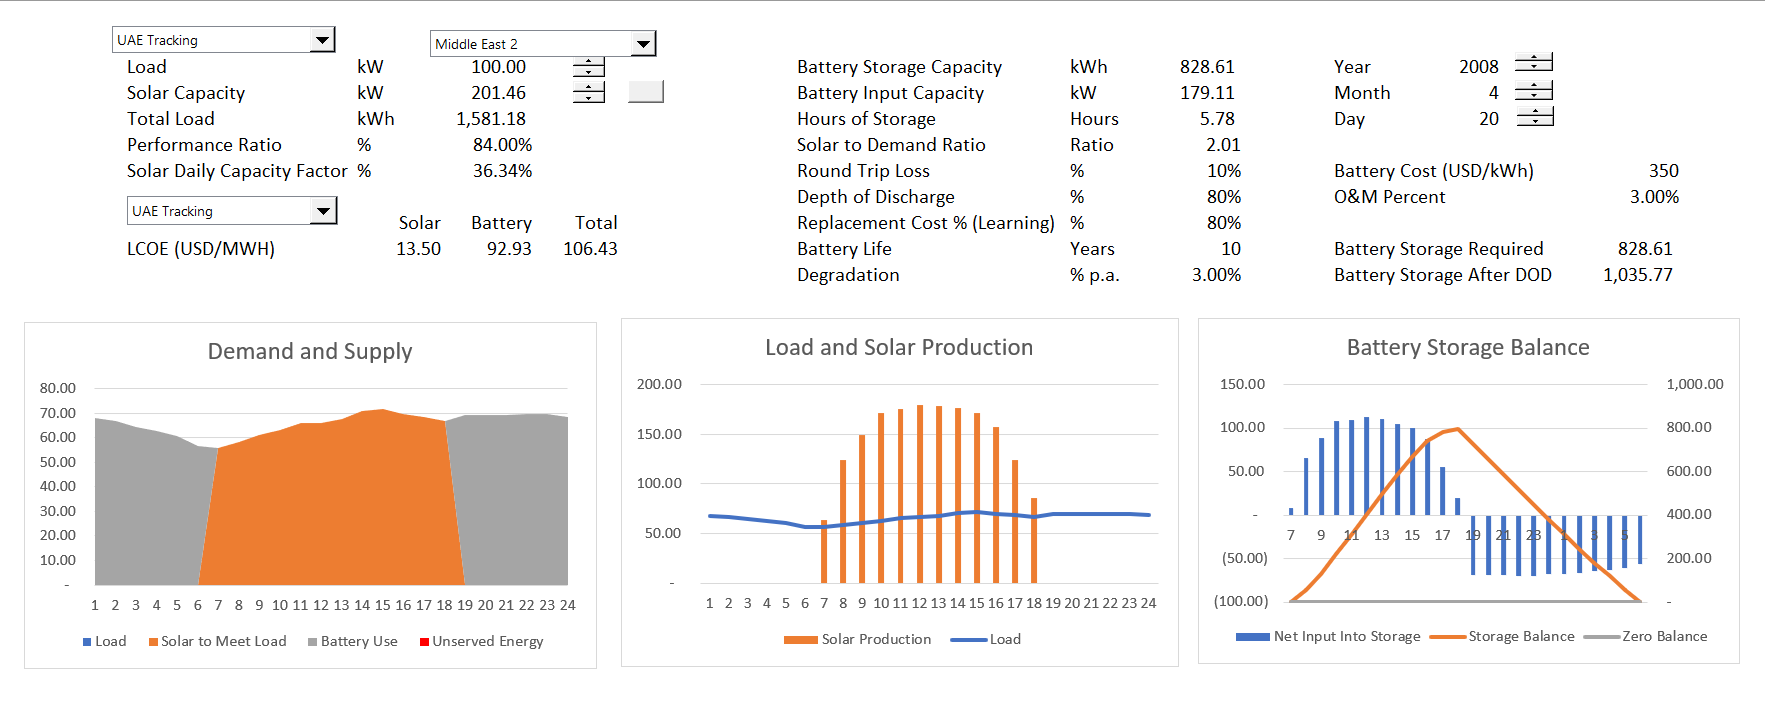 UAE Tracking
Middle East 2
Load kW 100.00
Solar Capacity kW 201.46
Total Load kWh 1,581.18
Performance Ratio % 84.00%
Solar Daily Capacity Factor % 36.34%
UAE Tracking
Solar Battery Total
LCOE (USD/MWH) 13.50 92.93 106.43
Battery Storage Capacity kWh 828.61
Battery Input Capacity kW 179.11
Hours of Storage Hours 5.78
Solar to Demand Ratio Ratio 2.01
Round Trip Loss % 10%
Depth of Discharge % 80%
Replacement Cost % (Learning) % 80%
Battery Life Years 10
Degradation % p.a. 3.00%
Year 2008
Month 4
Day 20
Battery Cost (USD/kWh) 350
O&M Percent 3.00%
Battery Storage Required 828.61
Battery Storage After DOD 1,035.77
Demand and Supply
80.00
70.00
60.00
50.00
40.00
30.00
20.00
10.00
-
1 2 3 4 5 6 7 8 9 10 11 12 13 14 15 16 17 18 19 20 21 22 23 24
Load Solar to Meet Load Battery Use Unserved Energy
Load and Solar Production
200.00
150.00
100.00
50.00
-
1 2 3 4 5 6 7 8 9 10 11 12 13 14 15 16 17 18 19 20 21 22 23 24
Solar Production Load
Battery Storage Balance
150.00 1,000.00
100.00 800.00
50.00 600.00
- 400.00
7 9 11 13 15 17 19 21 23 1 3 5
(50.00) 200.00
(100.00) -
Net Input Into Storage Storage Balance Zero Balance